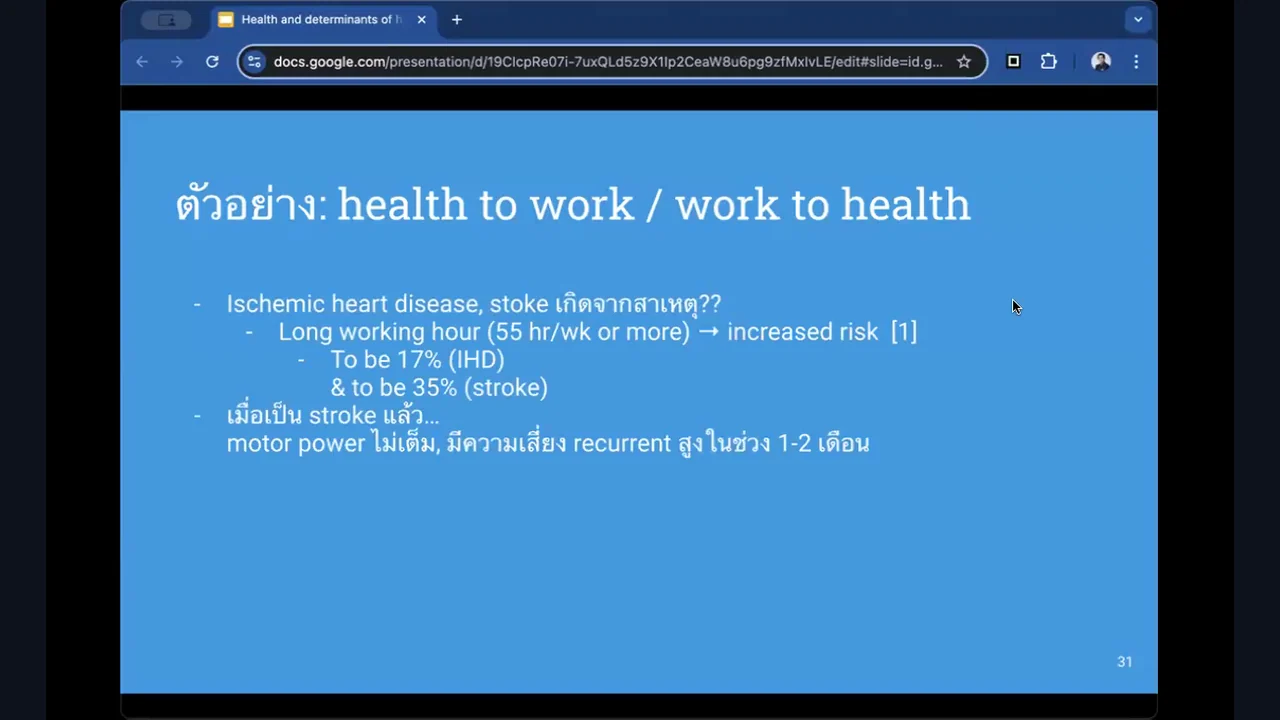 Health and determinants of h
docs.google.com/presentation/d/19ClcpRe07i-7uxQLd5z9X1lp2CeaW8u6pg9zfMxlvLE/edit#slide=id.g...
ตัวอย่าง: health to work / work to health
- Ischemic heart disease, stoke เกิดจากสาเหตุ??
- Long working hour (55 hr/wk or more) → increased risk [1]
- To be 17% (IHD)
& to be 35% (stroke)
- เมื่อเป็น stroke แล้ว...
motor power ไม่เต็ม, มีความเสี่ยง recurrent สูงในช่วง 1-2 เดือน
31